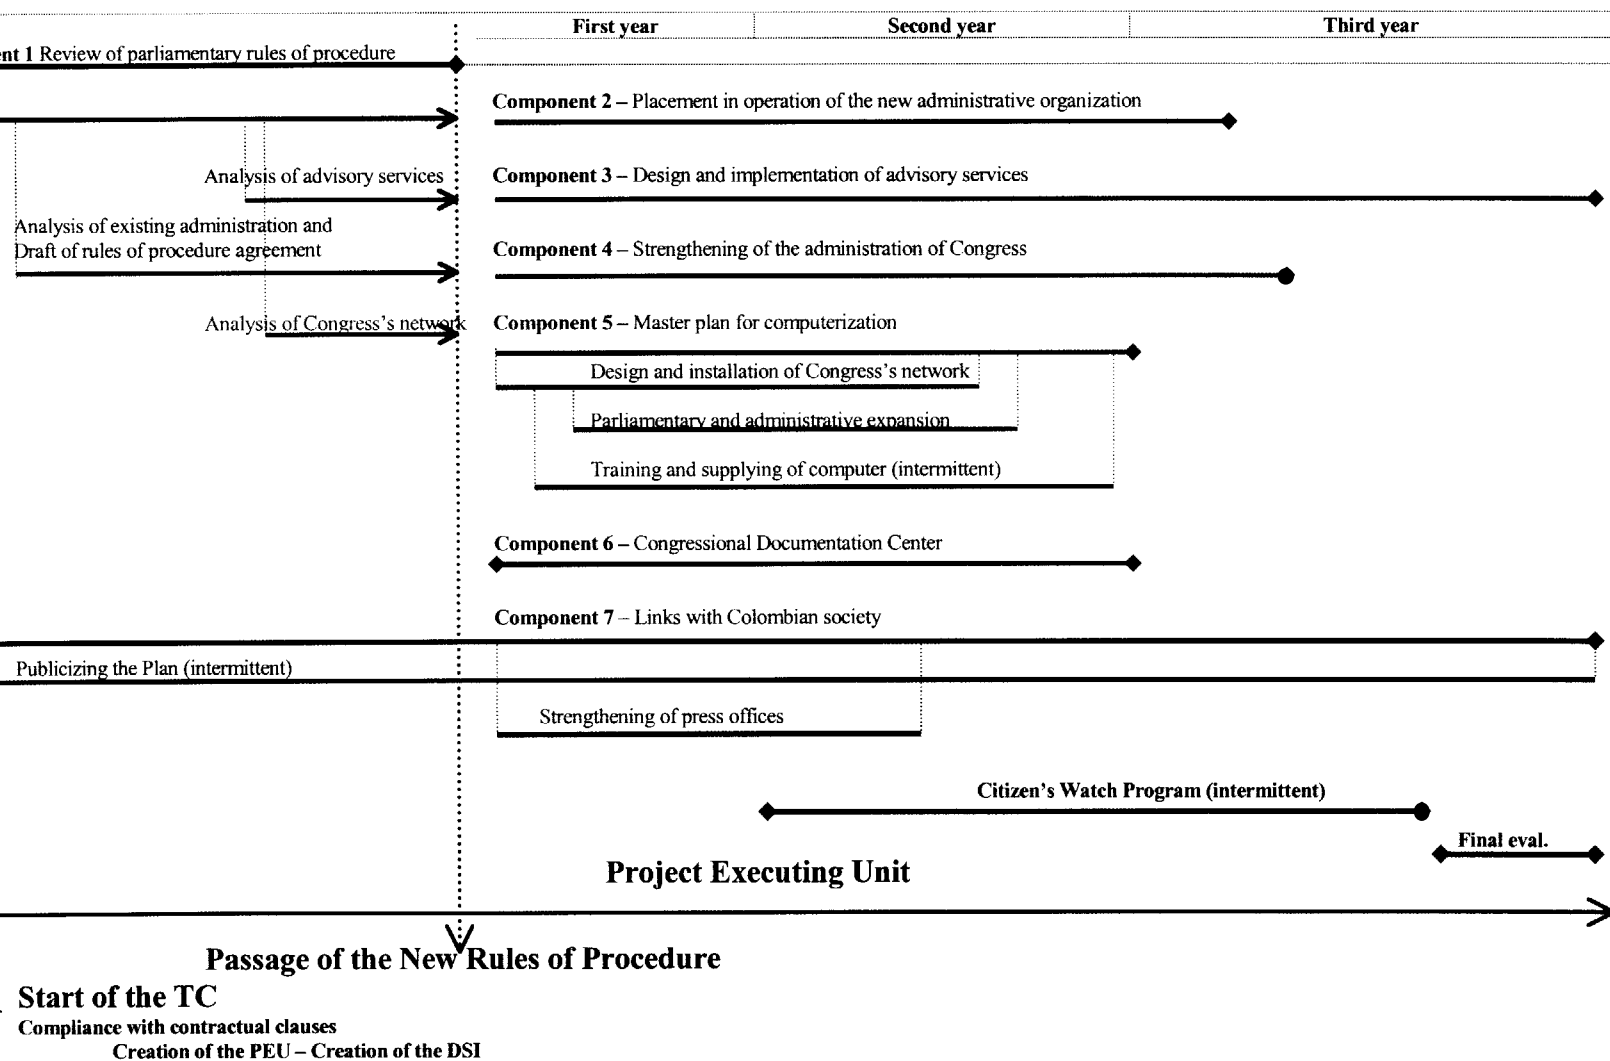 First year Second year Third year
ent 1 Review of parliamentary rules of procedure
Component 2 – Placement in operation of the new administrative organization
Analysis of advisory services
Component 3 – Design and implementation of advisory services
Analysis of existing administration and
Draft of rules of procedure agreement
Component 4 – Strengthening of the administration of Congress
Analysis of Congress's network
Component 5 – Master plan for computerization
Design and installation of Congress's network
Parliamentary and administrative expansion
Training and supplying of computer (intermittent)
Component 6 – Congressional Documentation Center
Component 7 – Links with Colombian society
Publicizing the Plan (intermittent)
Strengthening of press offices
Citizen's Watch Program (intermittent)
Final eval.
Project Executing Unit
Passage of the New Rules of Procedure
Start of the TC
Compliance with contractual clauses
Creation of the PEU – Creation of the DSI